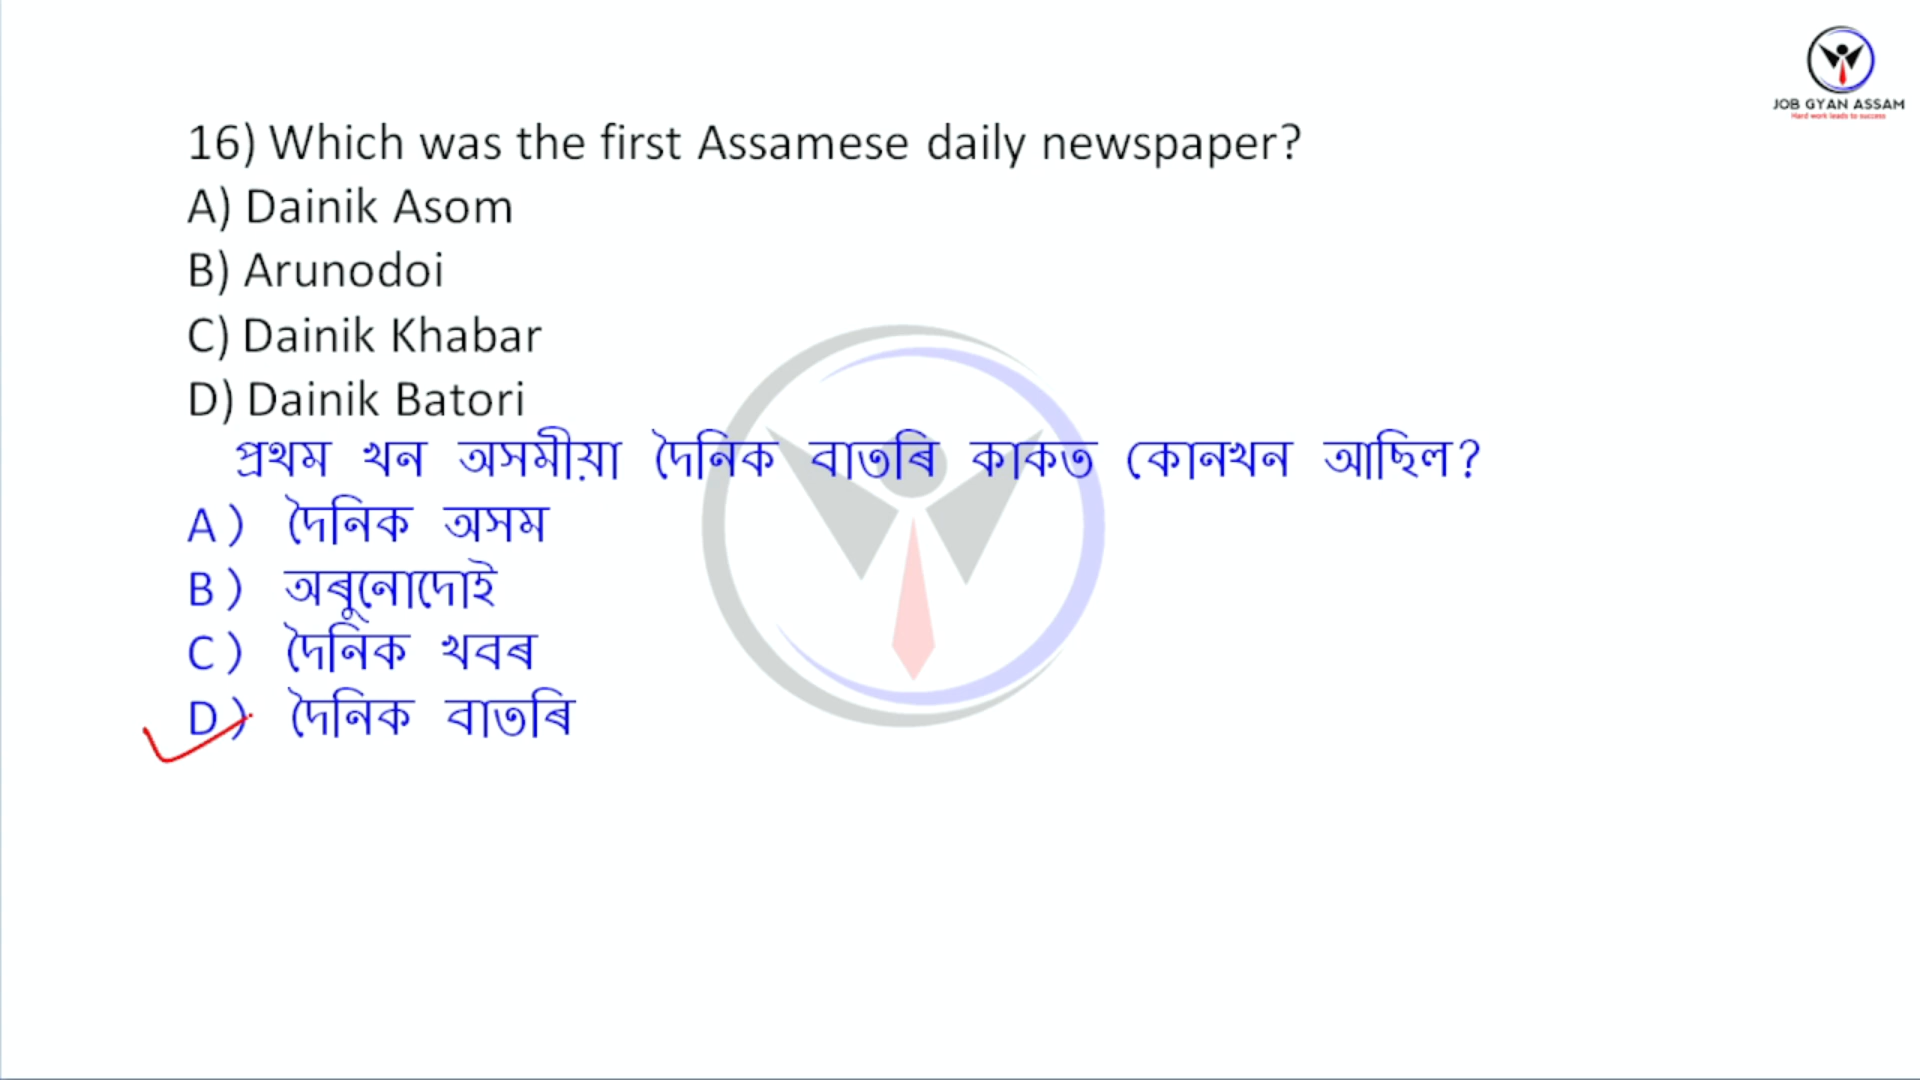 JOB GYAN ASSAM
Hard work leads to success
16) Which was the first Assamese daily newspaper?
A) Dainik Asom
B) Arunodoi
C) Dainik Khabar
D) Dainik Batori
প্ৰথম খন অসমীয়া দৈনিক বাতৰি কাকত কোনখন আছিল?
A) দৈনিক অসম
B) অৰুনোদোই
C) দৈনিক খবৰ
D) দৈনিক বাতৰি